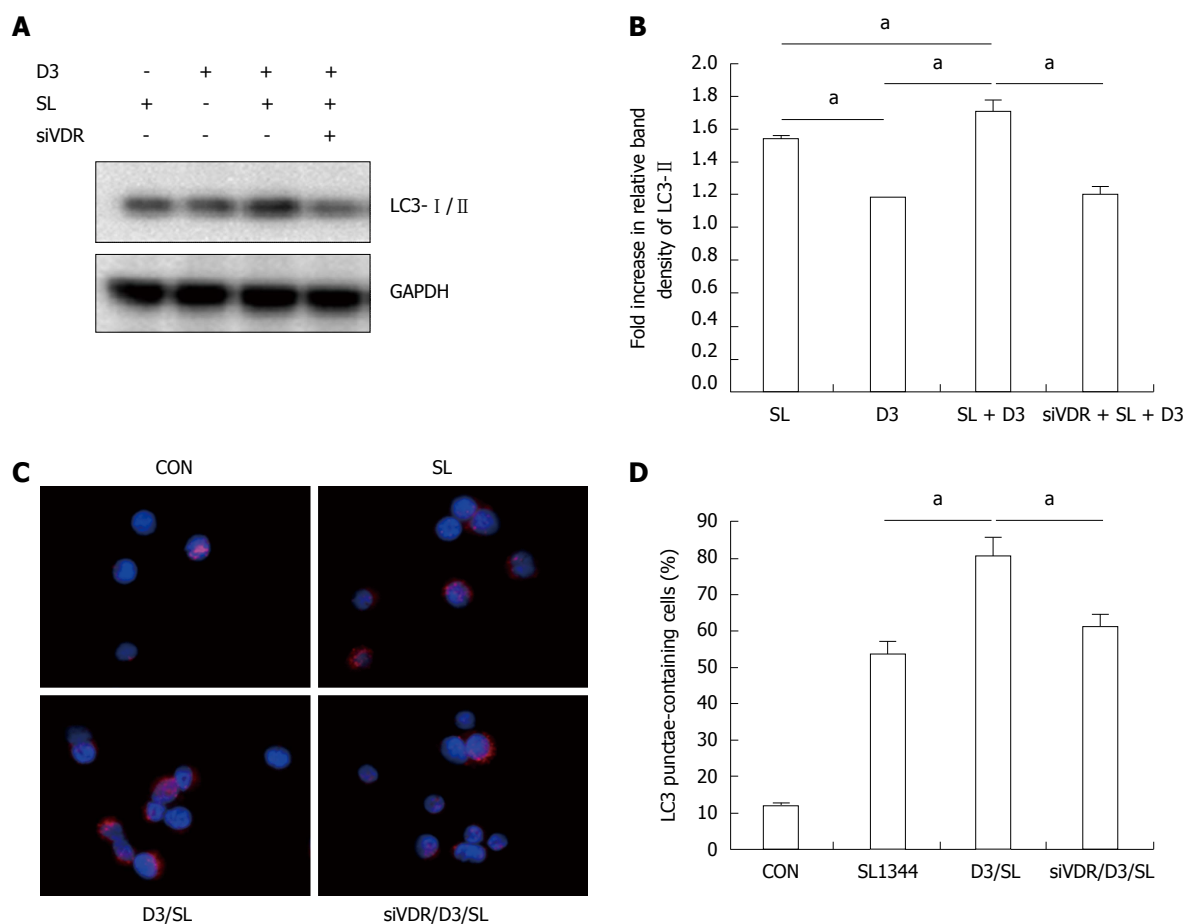 A
D3 - + + +
SL + - + +
siVDR - - - +
LC3-Ⅰ/Ⅱ
GAPDH
B
a
a
a
a
2.0
1.8
1.6
1.4
1.2
1.0
0.8
0.6
0.4
0.2
0.0
Fold increase in relative band
density of LC3-Ⅱ
SL D3 SL + D3 siVDR + SL + D3
C
CON SL
D3/SL siVDR/D3/SL
D
a a
90
80
70
60
50
40
30
20
10
0
LC3 punctae-containing cells (%)
CON SL1344 D3/SL siVDR/D3/SL